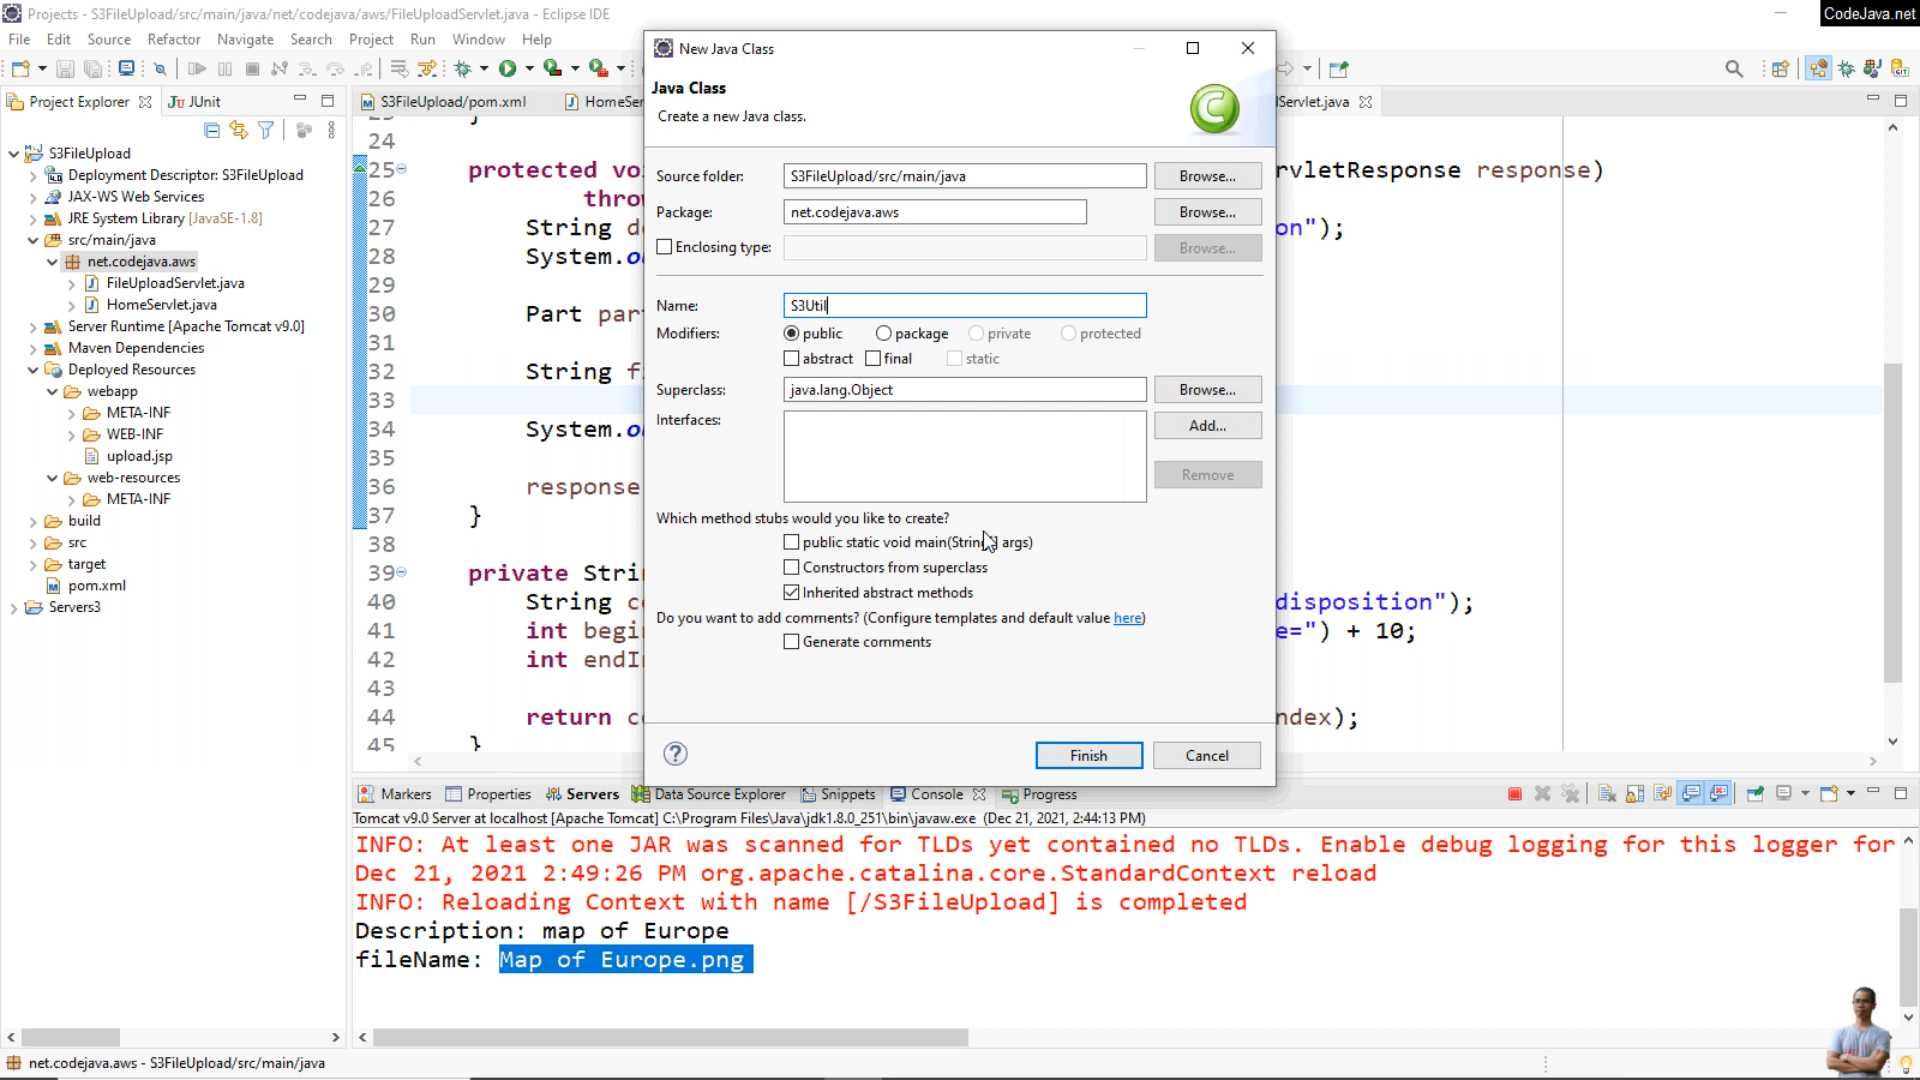 Projects - S3FileUpload/src/main/java/net/codejava/aws/FileUploadServlet.java - Eclipse IDE
CodeJava.net
File Edit Source Refactor Navigate Search Project Run Window Help
Project Explorer
JUnit
S3FileUpload
Deployment Descriptor: S3FileUpload
JAX-WS Web Services
JRE System Library [JavaSE-1.8]
src/main/java
net.codejava.aws
FileUploadServlet.java
HomeServlet.java
Server Runtime [Apache Tomcat v9.0]
Maven Dependencies
Deployed Resources
webapp
META-INF
WEB-INF
upload.jsp
web-resources
META-INF
build
src
target
pom.xml
Servers3
S3FileUpload/pom.xml
HomeSer
Servlet.java
24
25 protected vo rvletResponse response)
26 throw
27 String d on");
28 System.o
29
30 Part par
31
32 String f
33
34 System.o
35
36 response
37 }
38
39 private Stri
40 String c disposition");
41 int begi e=") + 10;
42 int endI
43
44 return c ndex);
45 }
New Java Class
Java Class
Create a new Java class.
Source folder: S3FileUpload/src/main/java Browse...
Package: net.codejava.aws Browse...
Enclosing type: Browse...
Name: S3Util
Modifiers: public package private protected
abstract final static
Superclass: java.lang.Object Browse...
Interfaces: Add...
Remove
Which method stubs would you like to create?
public static void main(String args)
Constructors from superclass
Inherited abstract methods
Do you want to add comments? (Configure templates and default value here)
Generate comments
Finish Cancel
Markers Properties Servers Data Source Explorer Snippets Console Progress
Tomcat v9.0 Server at localhost [Apache Tomcat] C:\Program Files\Java\jdk1.8.0_251\bin\javaw.exe (Dec 21, 2021, 2:44:13 PM)
INFO: At least one JAR was scanned for TLDs yet contained no TLDs. Enable debug logging for this logger for
Dec 21, 2021 2:49:26 PM org.apache.catalina.core.StandardContext reload
INFO: Reloading Context with name [/S3FileUpload] is completed
Description: map of Europe
fileName: Map of Europe.png
net.codejava.aws - S3FileUpload/src/main/java